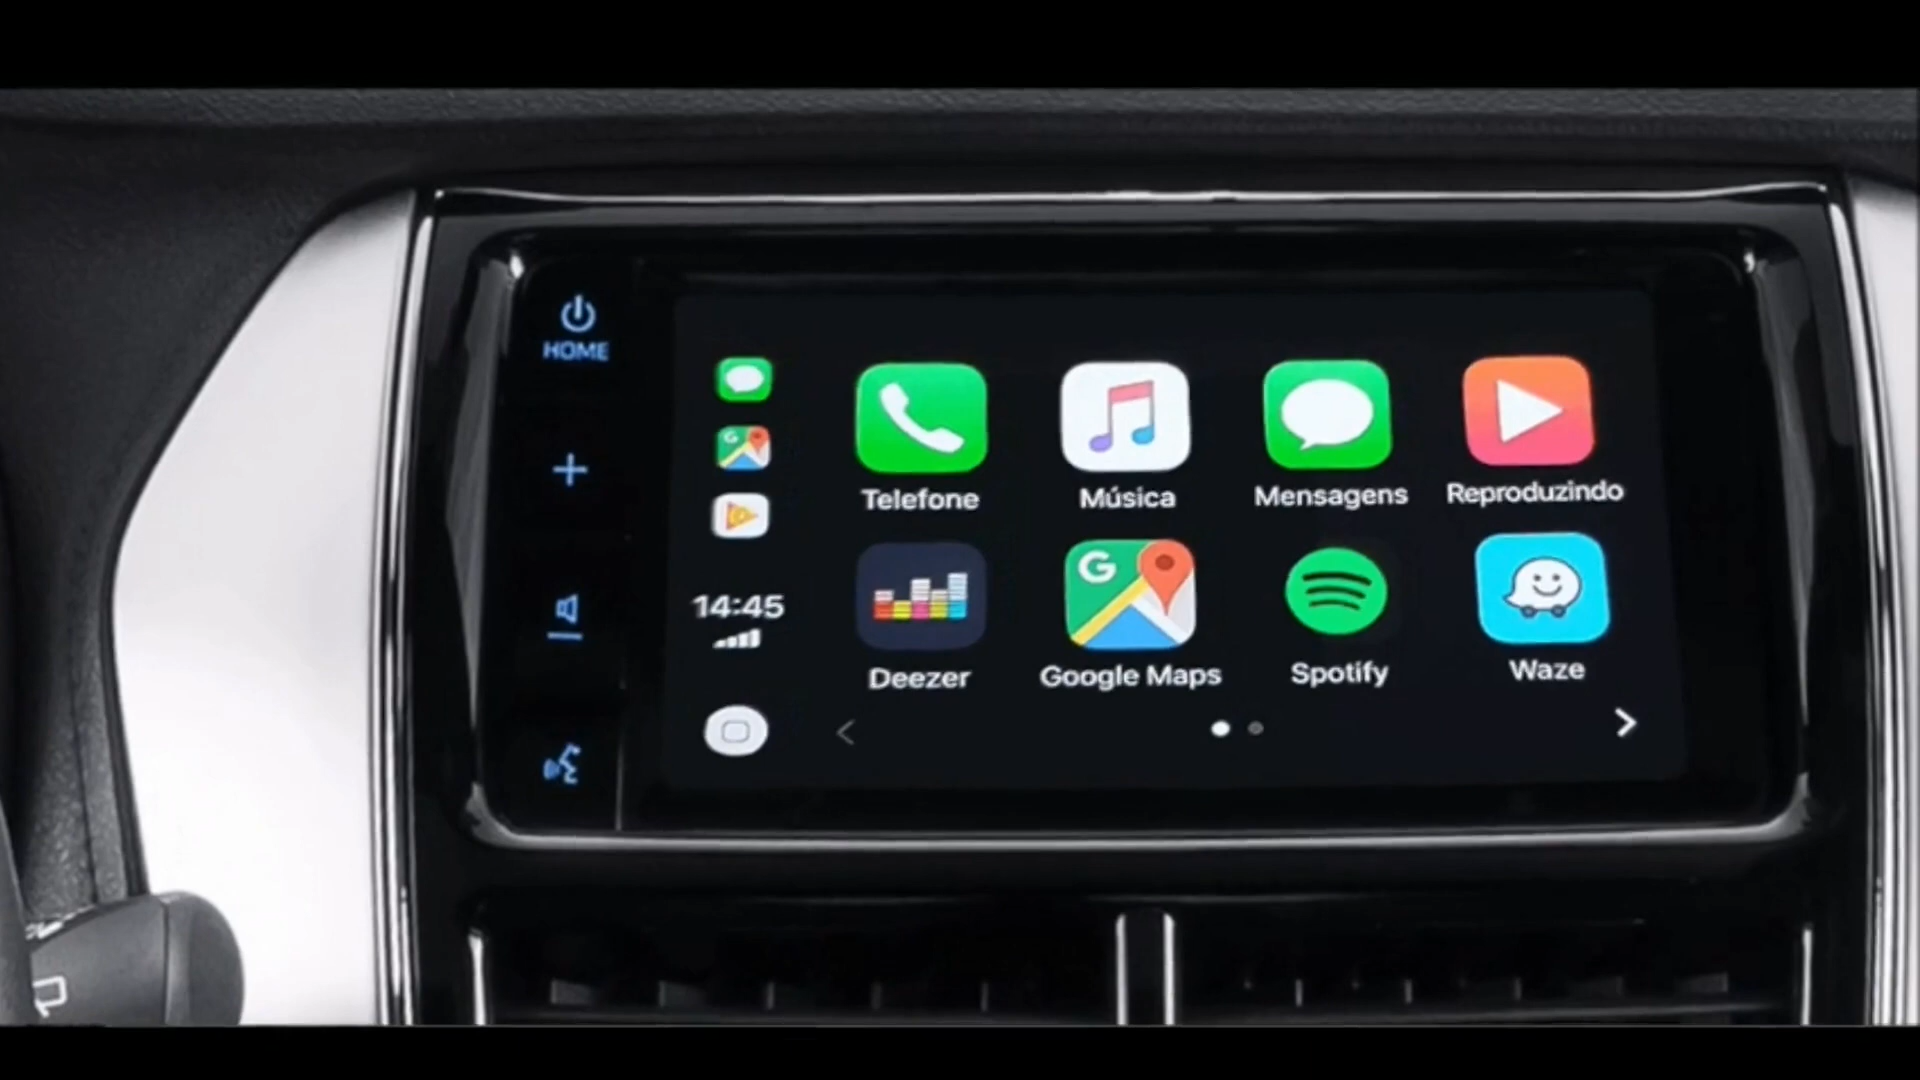 HOME
Telefone
Música
Mensagens
Reproduzindo
14:45
Deezer
G
Google Maps
Spotify
Waze